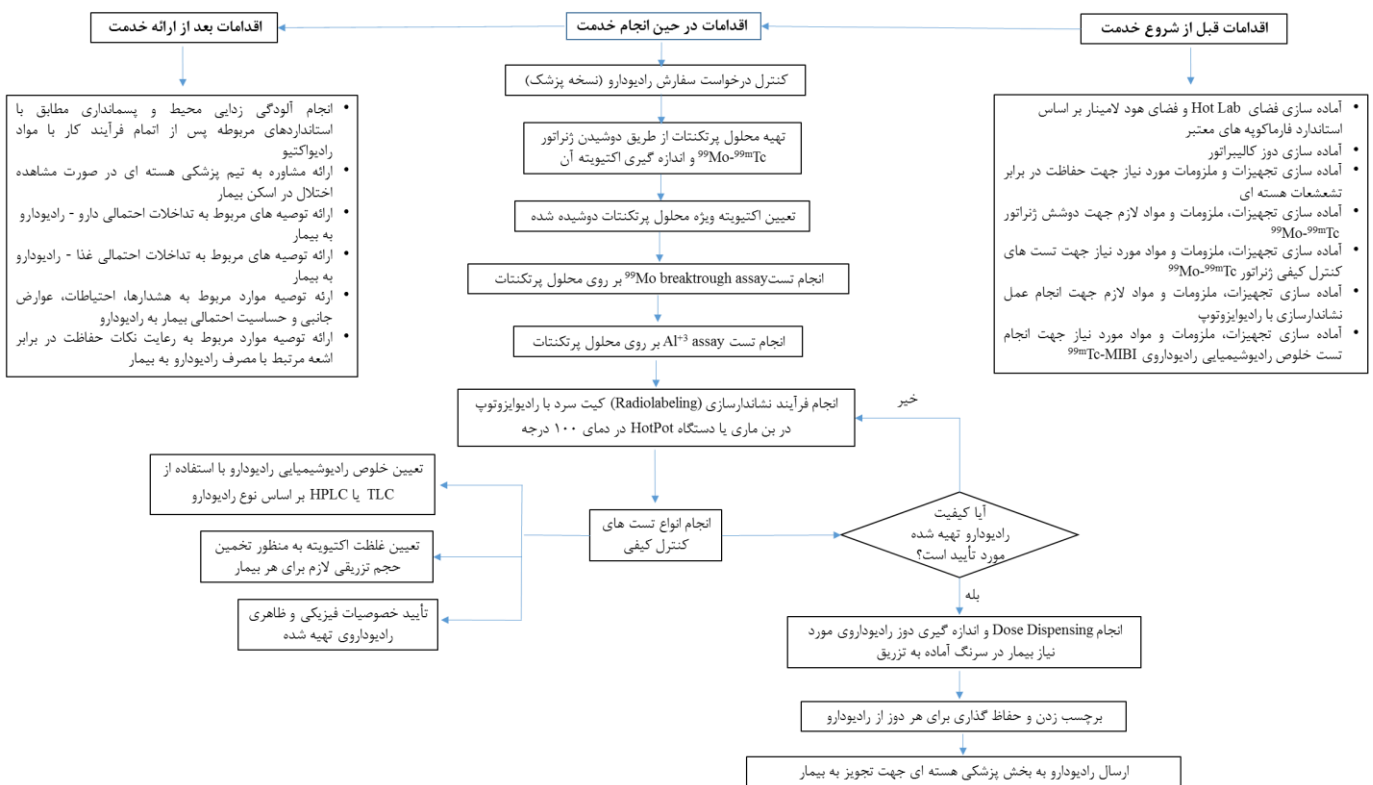 اقدامات قبل از شروع خدمت
اقدامات در حین انجام خدمت
اقدامات بعد از ارائه خدمت
• آماده سازی فضای Hot Lab و فضای هود لامینار بر اساس
استاندارد فارماکوپه های معتبر
• آماده سازی دوز کالیبراتور
• آماده سازی تجهیزات و ملزومات مورد نیاز جهت حفاظت در برابر
تشعشعات هسته ای
• آماده سازی تجهیزات، ملزومات و مواد لازم جهت دوشش ژنراتور
⁹⁹Mo-⁹⁹ᵐTc
• آماده سازی تجهیزات، ملزومات و مواد مورد نیاز جهت تست های
کنترل کیفی ژنراتور ⁹⁹Mo-⁹⁹ᵐTc
• آماده سازی تجهیزات، ملزومات و مواد لازم جهت انجام عمل
نشاندارسازی با رادیوایزوتوپ
• آماده سازی تجهیزات، ملزومات و مواد مورد نیاز جهت انجام
تست خلوص رادیوشیمیایی رادیوداروی ⁹⁹ᵐTc-MIBI
کنترل درخواست سفارش رادیودارو (نسخه پزشک)
تهیه محلول پرتکنتات از طریق دوشیدن ژنراتور
⁹⁹Mo-⁹⁹ᵐTc و اندازه گیری اکتیویته آن
تعیین اکتیویته ویژه محلول پرتکنتات دوشیده شده
انجام تست⁹⁹Mo breaktrough assay بر روی محلول پرتکنتات
انجام تست Al⁺³ assay بر روی محلول پرتکنتات
انجام فرآیند نشاندارسازی (Radiolabeling) کیت سرد با رادیوایزوتوپ
در بن ماری یا دستگاه HotPot در دمای ۱۰۰ درجه
انجام انواع تست های
کنترل کیفی
تعیین خلوص رادیوشیمیایی رادیودارو با استفاده از
TLC یا HPLC بر اساس نوع رادیودارو
تعیین غلظت اکتیویته به منظور تخمین
حجم تزریقی لازم برای هر بیمار
تأیید خصوصیات فیزیکی و ظاهری
رادیوداروی تهیه شده
آیا کیفیت
رادیودارو تهیه شده
مورد تأیید است؟
خیر
بله
انجام Dose Dispensing و اندازه گیری دوز رادیوداروی مورد
نیاز بیمار در سرنگ آماده به تزریق
برچسب زدن و حفاظ گذاری برای هر دوز از رادیودارو
ارسال رادیودارو به بخش پزشکی هسته ای جهت تجویز به بیمار
• انجام آلودگی زدایی محیط و پسمانداری مطابق با
استانداردهای مربوطه پس از اتمام فرآیند کار با مواد
رادیواکتیو
• ارائه مشاوره به تیم پزشکی هسته ای در صورت مشاهده
اختلال در اسکن بیمار
• ارائه توصیه های مربوط به تداخلات احتمالی دارو - رادیودارو
به بیمار
• ارائه توصیه های مربوط به تداخلات احتمالی غذا - رادیودارو
به بیمار
• ارئه توصیه موارد مربوط به هشدارها، احتیاطات، عوارض
جانبی و حساسیت احتمالی بیمار به رادیودارو
• ارائه توصیه موارد مربوط به رعایت نکات حفاظت در برابر
اشعه مرتبط با مصرف رادیودارو به بیمار